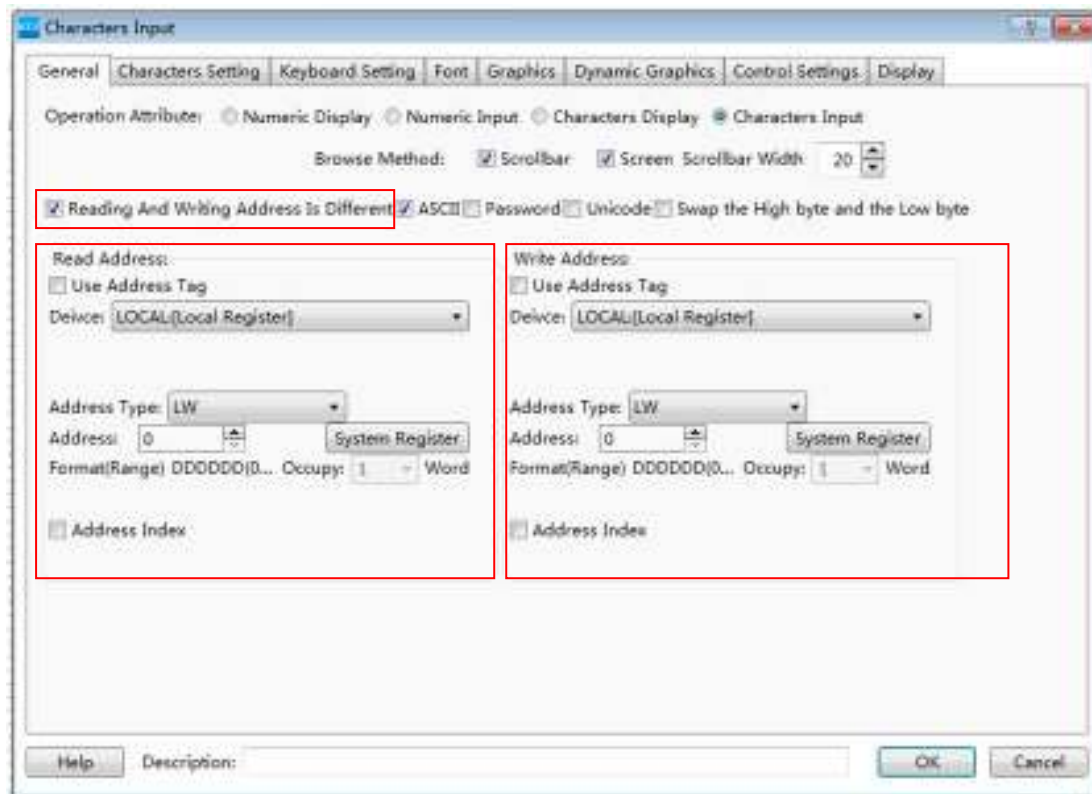 Characters Input
General Characters Setting Keyboard Setting Font Graphics Dynamic Graphics Control Settings Display
Operation Attribute: Numeric Display Numeric Input Characters Display Characters Input
Browse Method: Scrollbar Screen Scrollbar Width 20
Reading And Writing Address Is Different ASCII Password Unicode Swap the High byte and the Low byte
Read Address: Write Address:
Use Address Tag Use Address Tag
Deivce: LOCAL:[Local Register] Deivce: LOCAL:[Local Register]
Address Type: LW Address Type: LW
Address: 0 System Register Address: 0 System Register
Format(Range) DDDDDD(0... Occupy: 1 Word Format(Range) DDDDDD(0... Occupy: 1 Word
Address Index Address Index
Help Description: OK Cancel